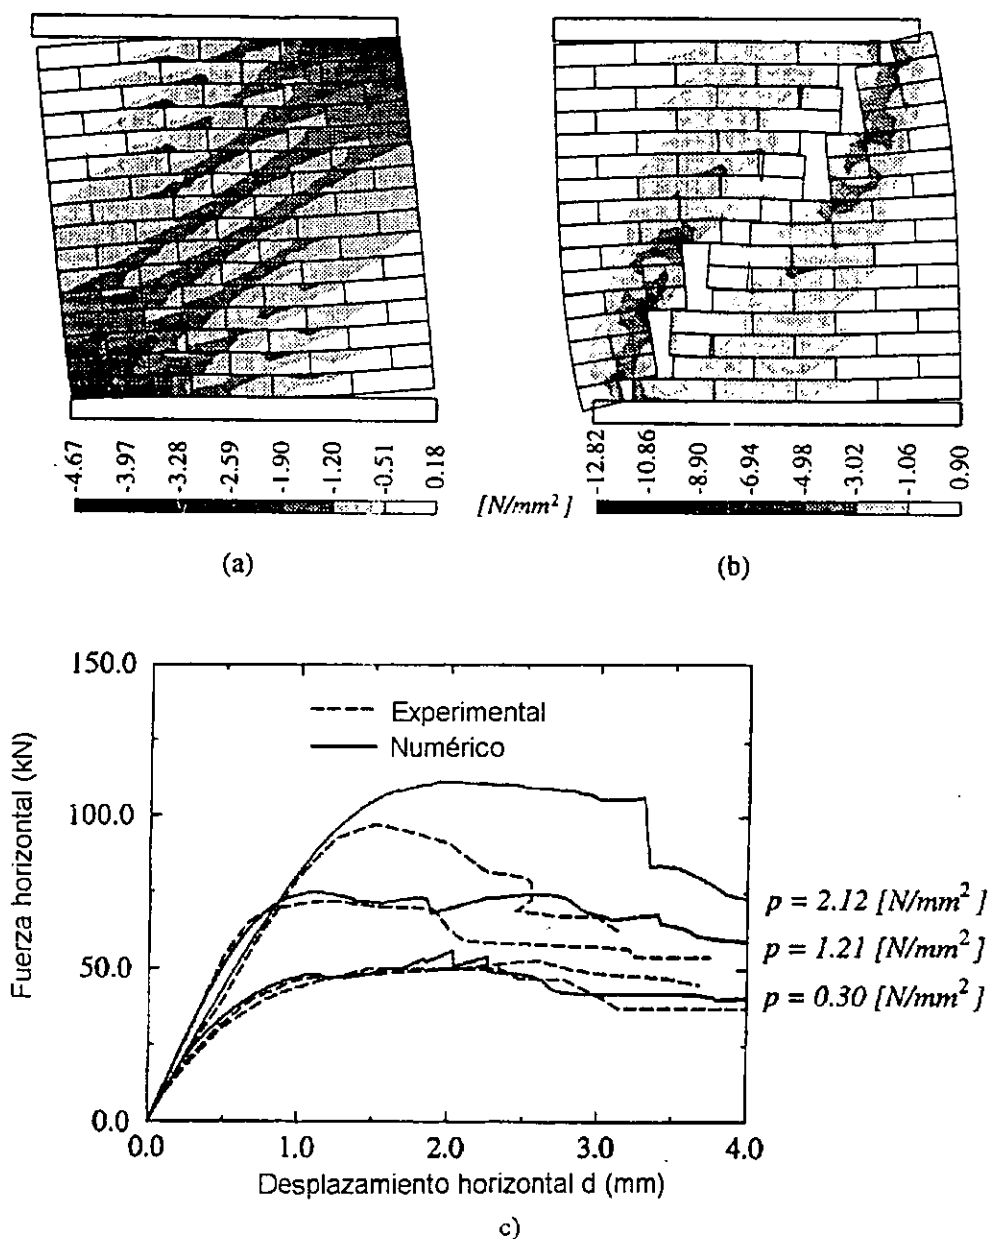 -4.67
-3.97
-3.28
-2.59
-1.90
-1.20
-0.51
0.18
[N/mm²]
-12.82
-10.86
-8.90
-6.94
-4.98
-3.02
-1.06
0.90
(a)
(b)
150.0
100.0
50.0
0.0
Fuerza horizontal (kN)
Experimental
Numérico
p = 2.12 [N/mm²]
p = 1.21 [N/mm²]
p = 0.30 [N/mm²]
0.0 1.0 2.0 3.0 4.0
Desplazamiento horizontal d (mm)
c)